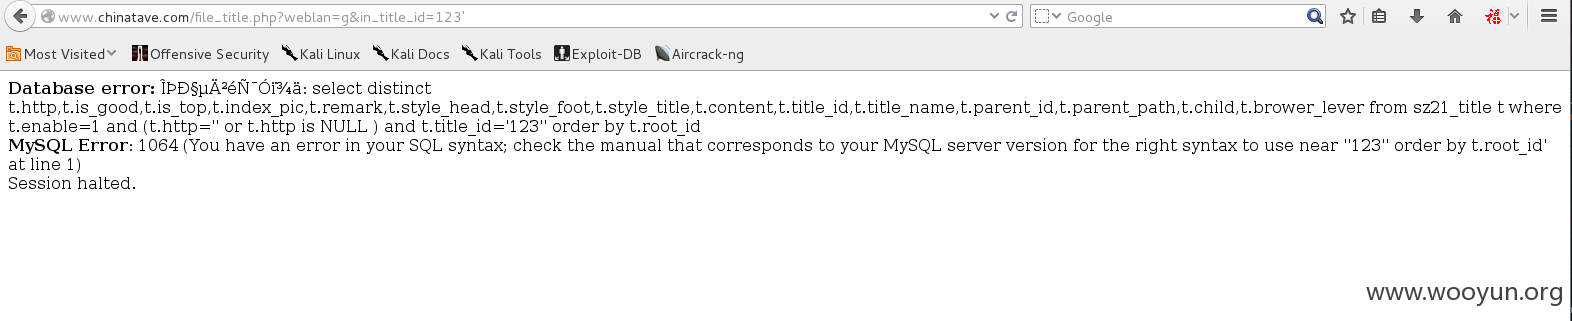 www.chinatave.com/file_title.php?weblan=g&in_title_id=123'
Google
Most Visited
Offensive Security
Kali Linux
Kali Docs
Kali Tools
Exploit-DB
Aircrack-ng
Database error: ÎÞÐ§µÄ²éÑ¯Óï¾ä: select distinct
t.http,t.is_good,t.is_top,t.index_pic,t.remark,t.style_head,t.style_foot,t.style_title,t.content,t.title_id,t.title_name,t.parent_id,t.parent_path,t.child,t.brower_lever from sz21_title t where
t.enable=1 and (t.http='' or t.http is NULL ) and t.title_id='123'' order by t.root_id
MySQL Error: 1064 (You have an error in your SQL syntax; check the manual that corresponds to your MySQL server version for the right syntax to use near ''123'' order by t.root_id'
at line 1)
Session halted.
www.wooyun.org